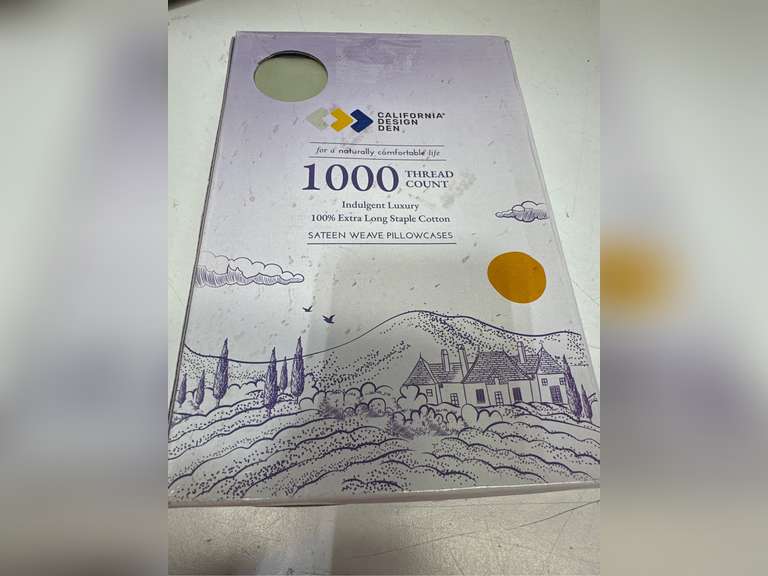 CALIFORNIA®
DESIGN
DEN
for a naturally comfortable life
1000 THREAD
COUNT
Indulgent Luxury
100% Extra Long Staple Cotton
SATEEN WEAVE PILLOWCASES